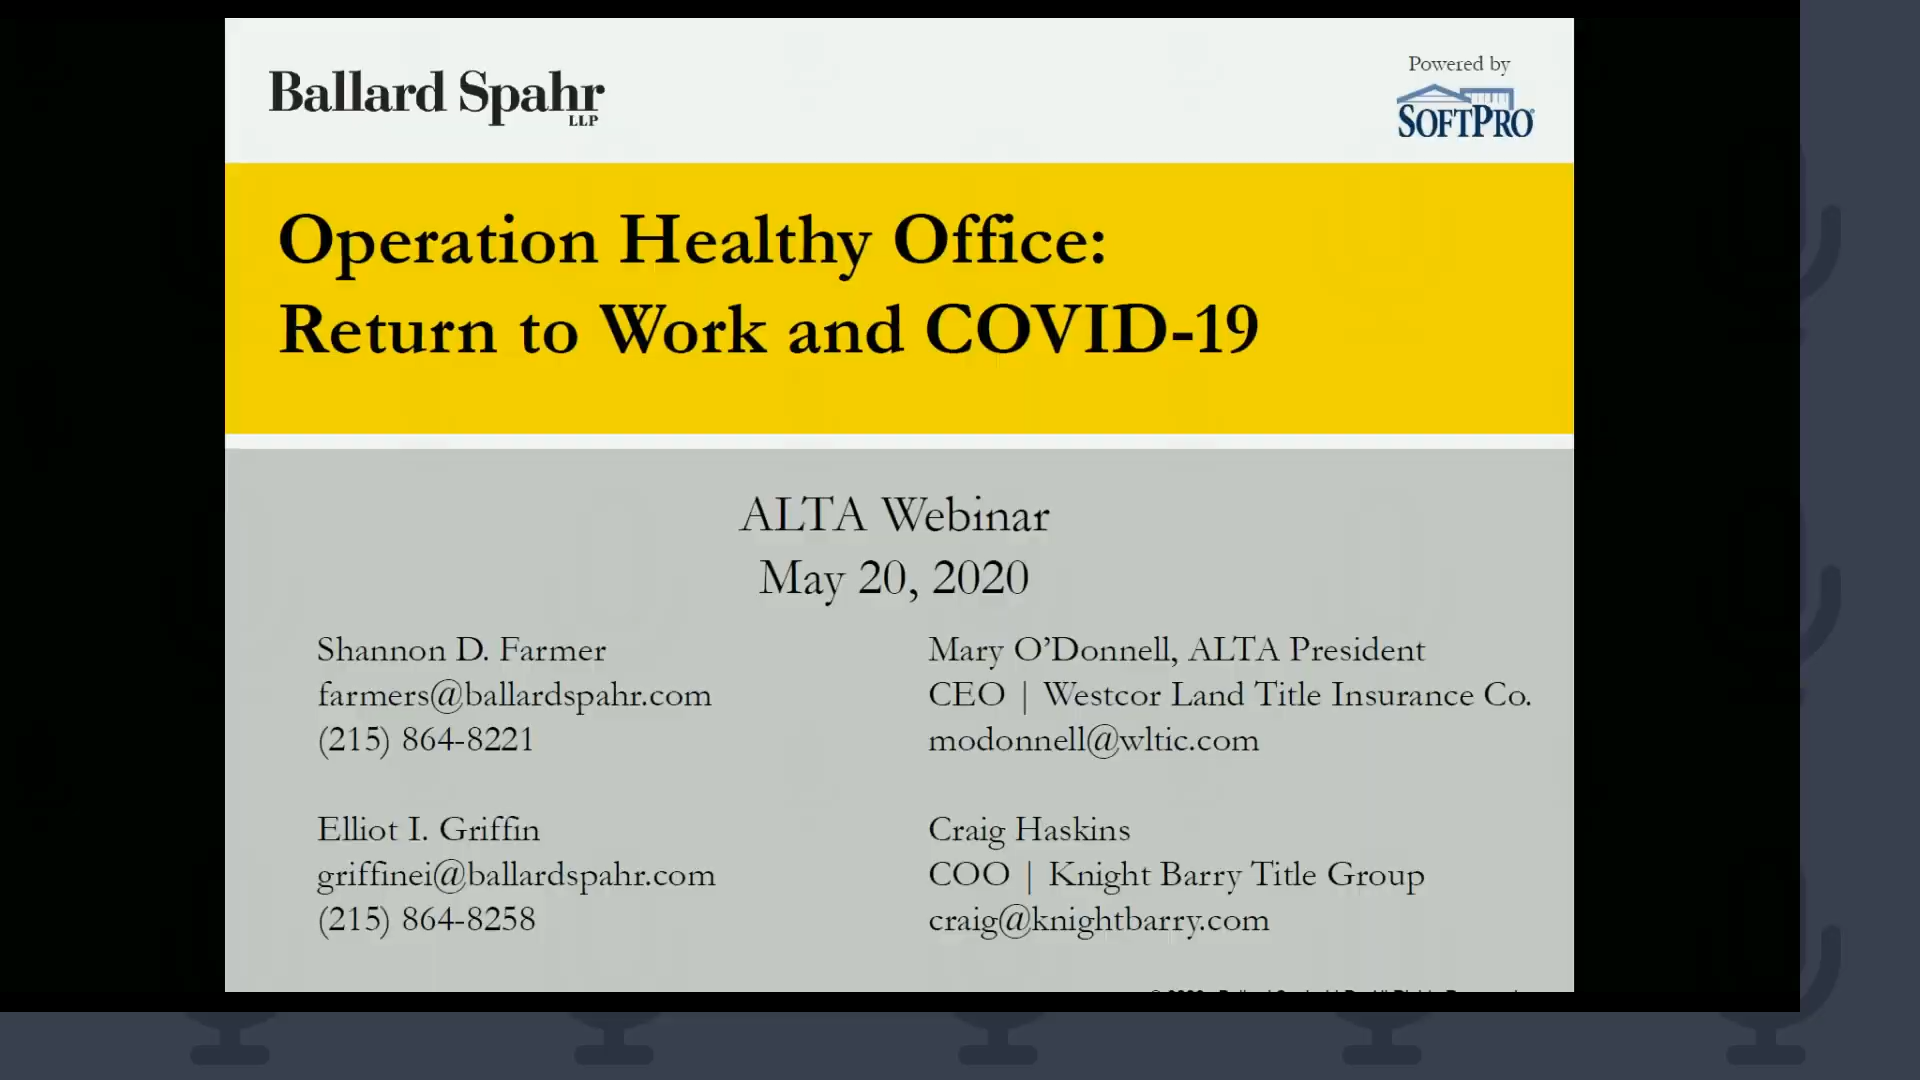 Ballard Spahr
LLP
Powered by
SOFTPRO
Operation Healthy Office:
Return to Work and COVID-19
ALTA Webinar
May 20, 2020
Shannon D. Farmer
farmers@ballardspahr.com
(215) 864-8221
Elliot I. Griffin
griffinei@ballardspahr.com
(215) 864-8258
Mary O’Donnell, ALTA President
CEO | Westcor Land Title Insurance Co.
modonnell@wltic.com
Craig Haskins
COO | Knight Barry Title Group
craig@knightbarry.com